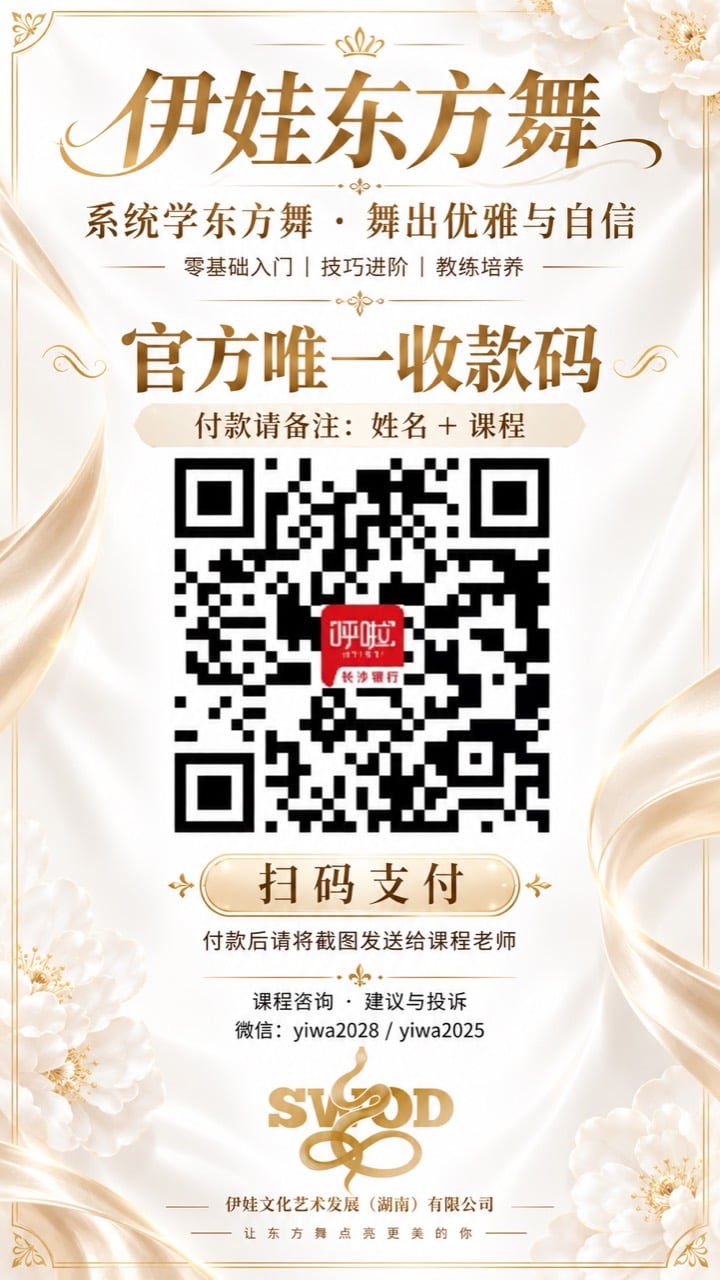 伊娃东方舞
系统学东方舞 · 舞出优雅与自信
零基础入门 | 技巧进阶 | 教练培养
官方唯一收款码
付款请备注：姓名 + 课程
呼啦
长沙银行
扫码支付
付款后请将截图发送给课程老师
课程咨询 · 建议与投诉
微信：yiwa2028 / yiwa2025
SWOD
伊娃文化艺术发展（湖南）有限公司
让东方舞点亮更美的你